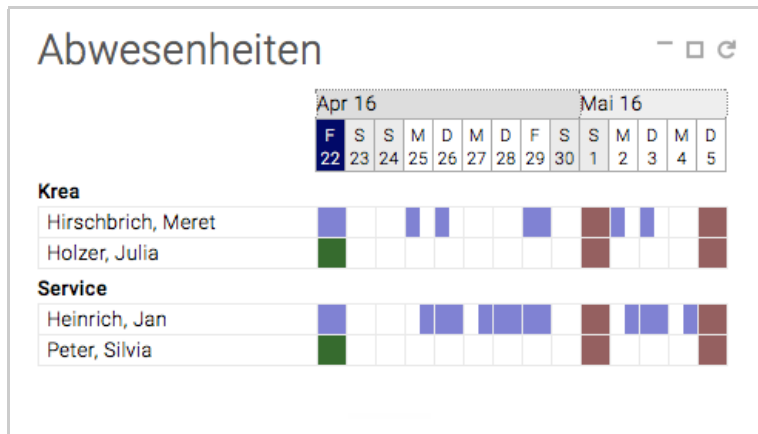 Abwesenheiten
Apr 16 Mai 16
F S S M D M D F S S M D M D
22 23 24 25 26 27 28 29 30 1 2 3 4 5
Krea
Hirschbrich, Meret
Holzer, Julia
Service
Heinrich, Jan
Peter, Silvia